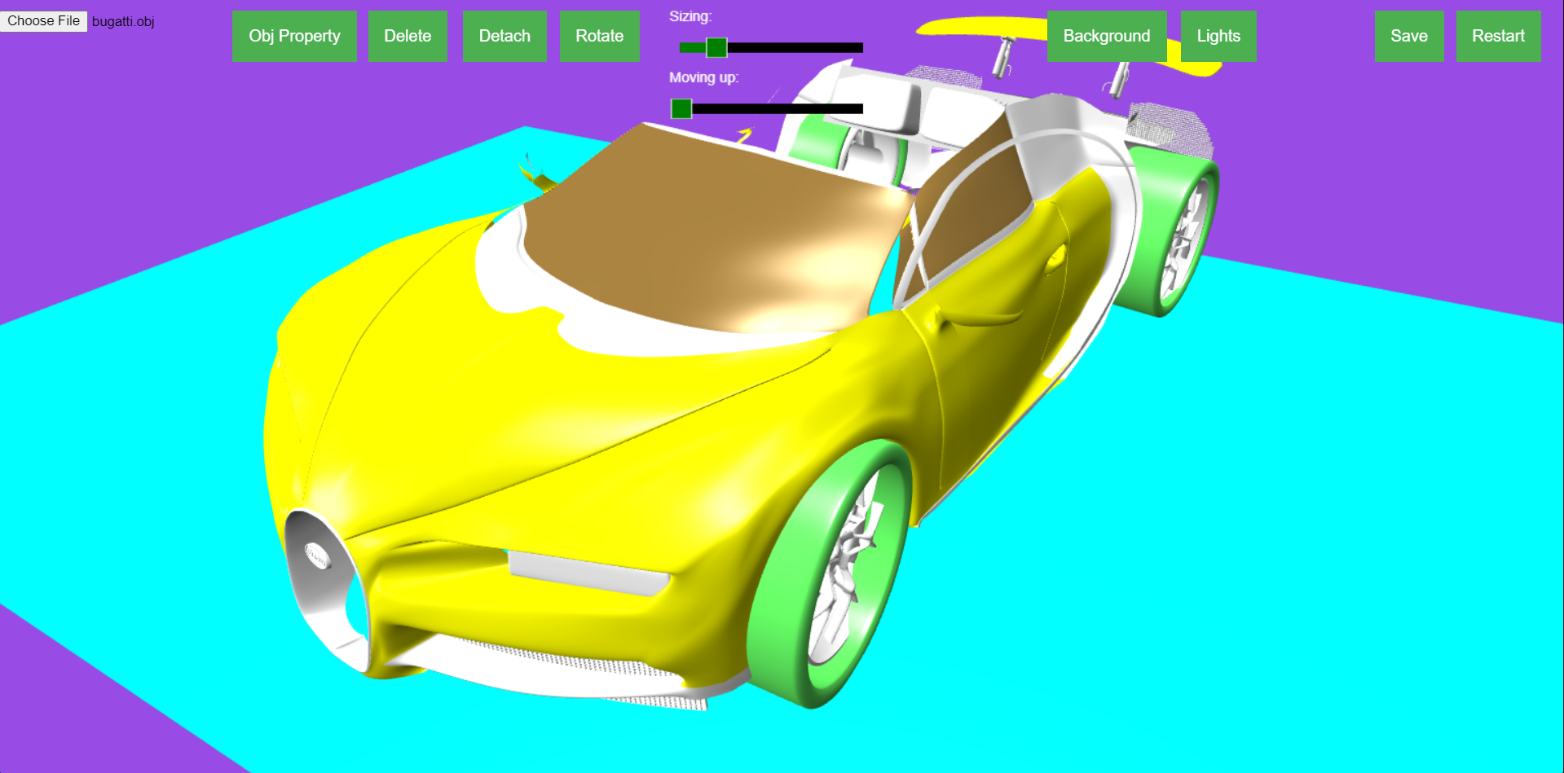 Choose File bugatti.obj
Obj Property
Delete
Detach
Rotate
Sizing:
Moving up:
Background
Lights
Save
Restart